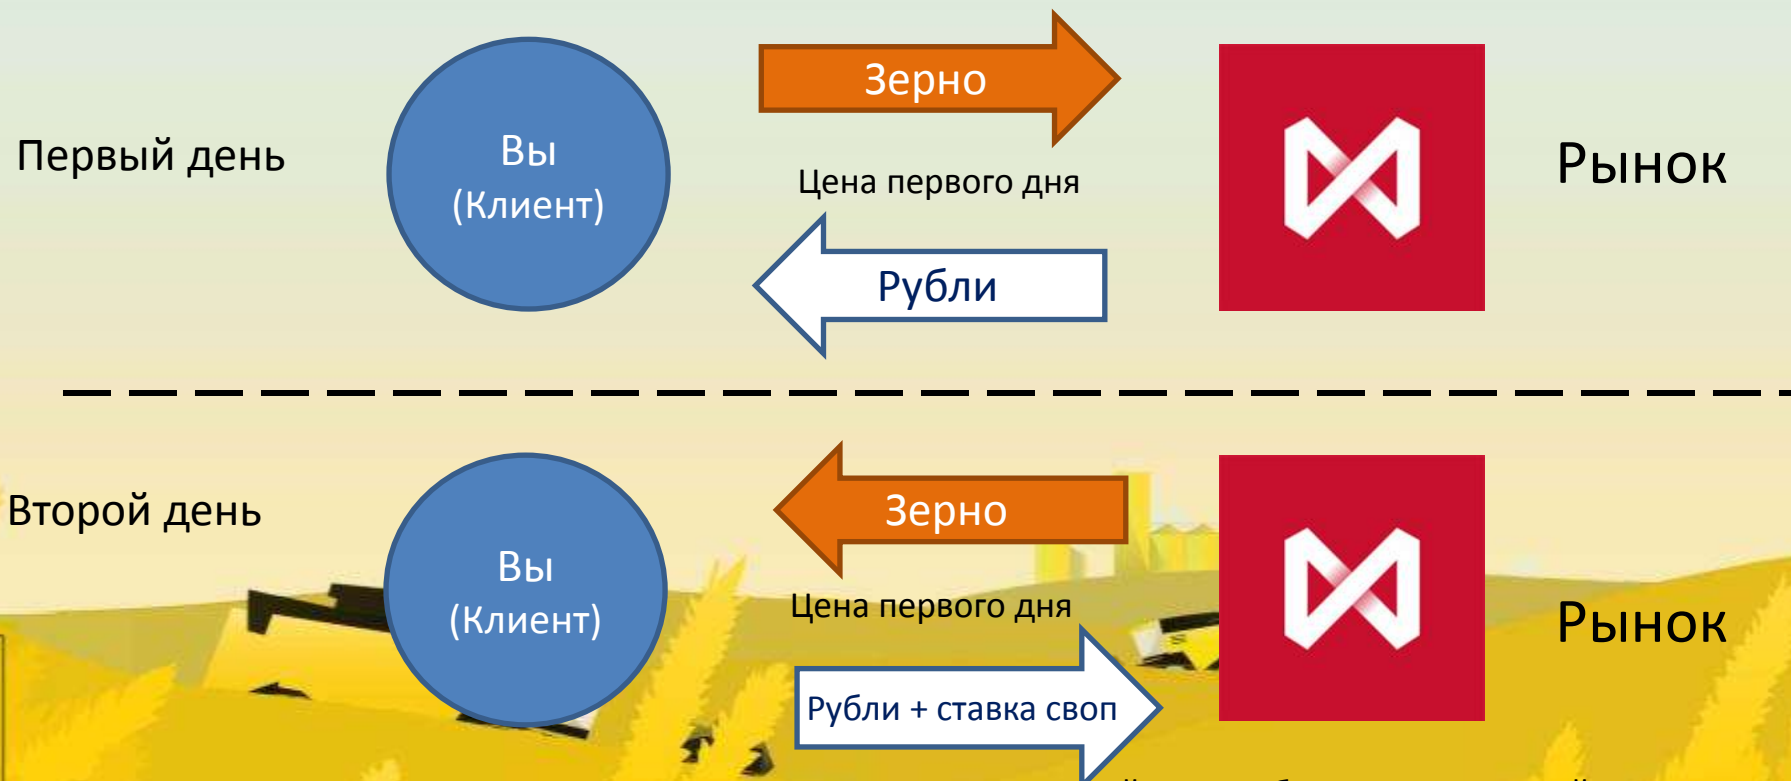 Первый день
Вы
(Клиент)
Зерно
Цена первого дня
Рубли
Рынок
Второй день
Вы
(Клиент)
Зерно
Цена первого дня
Рубли + ставка своп
Рынок